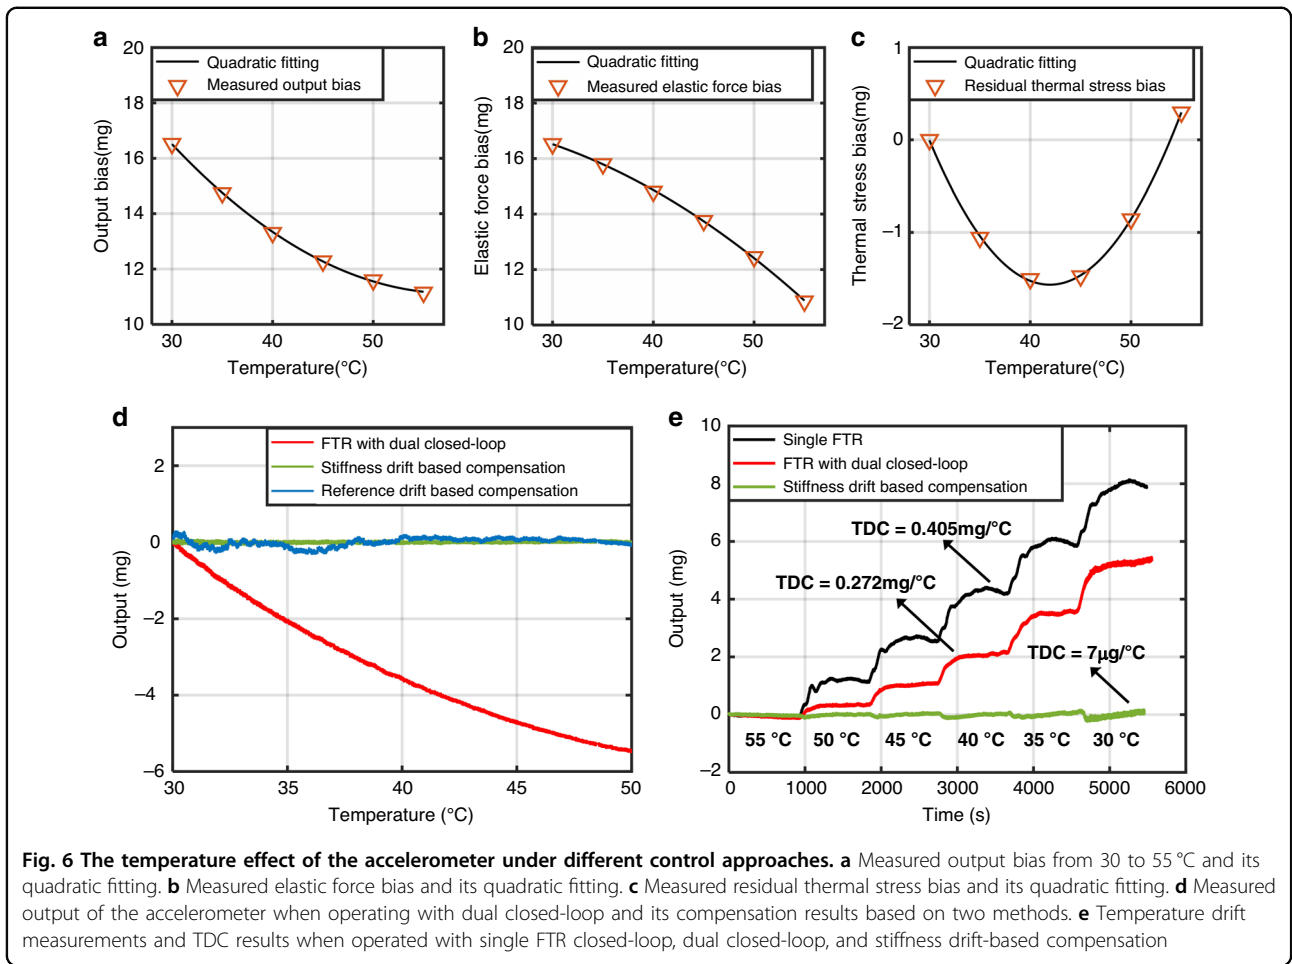 a
20
18
16
14
12
10
Output bias(mg)
Quadratic fitting
Measured output bias
30
40
50
Temperature(°C)
b
20
18
16
14
12
10
Elastic force bias(mg)
Quadratic fitting
Measured elastic force bias
30
40
50
Temperature(°C)
c
1
0
−1
−2
Thermal stress bias(mg)
Quadratic fitting
Residual thermal stress bias
30
40
50
Temperature(°C)
d
2
0
−2
−4
−6
Output (mg)
FTR with dual closed-loop
Stiffness drift based compensation
Reference drift based compensation
30
35
40
45
50
Temperature (°C)
e
10
8
6
4
2
0
−2
Output (mg)
Single FTR
FTR with dual closed-loop
Stiffness drift based compensation
TDC = 0.405mg/°C
TDC = 0.272mg/°C
TDC = 7μg/°C
55 °C
50 °C
45 °C
40 °C
35 °C
30 °C
0
1000
2000
3000
4000
5000
6000
Time (s)
Fig. 6 The temperature effect of the accelerometer under different control approaches. a Measured output bias from 30 to 55 °C and its
quadratic fitting. b Measured elastic force bias and its quadratic fitting. c Measured residual thermal stress bias and its quadratic fitting. d Measured
output of the accelerometer when operating with dual closed-loop and its compensation results based on two methods. e Temperature drift
measurements and TDC results when operated with single FTR closed-loop, dual closed-loop, and stiffness drift-based compensation